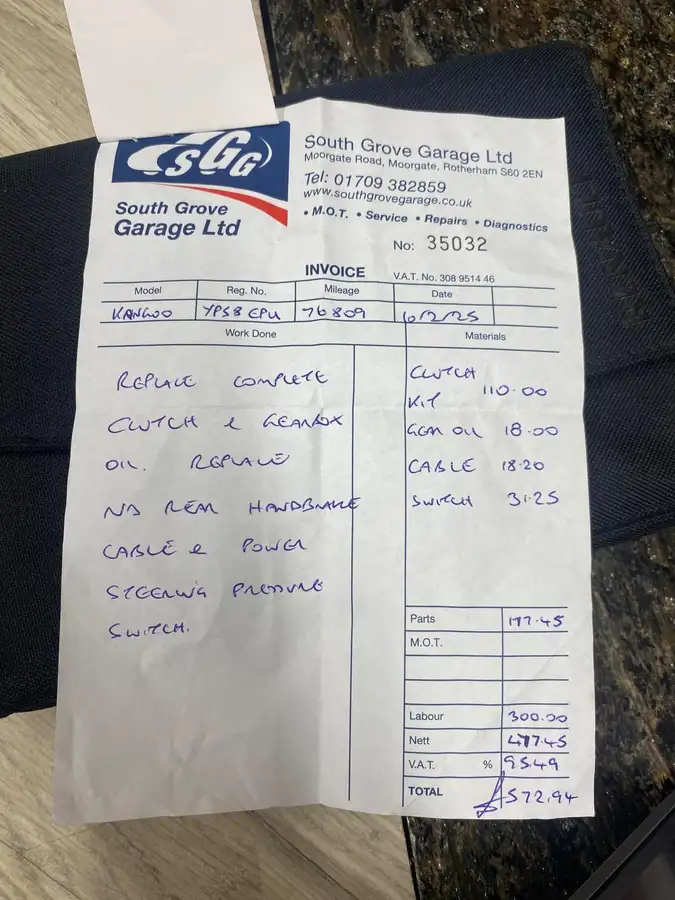 SGG
South Grove
Garage Ltd
South Grove Garage Ltd
Moorgate Road, Moorgate, Rotherham S60 2EN
Tel: 01709 382859
www.southgrovegarage.co.uk
• M.O.T. • Service • Repairs • Diagnostics
No: 35032
INVOICE V.A.T. No. 308 9514 46
Model Reg. No. Mileage Date
KANGOO YP58 EPU 76809 10/2/25
Work Done Materials
REPLACE COMPLETE
CLUTCH & GEARBOX
OIL. REPLACE
NS REAR HANDBRAKE
CABLE & POWER
STEERING PRESSURE
SWITCH.
CLUTCH
KIT 110.00
GEAR OIL 18.00
CABLE 18.20
SWITCH 31.25
Parts 177.45
M.O.T.
Labour 300.00
Nett 477.45
V.A.T. % 95.49
TOTAL £572.94